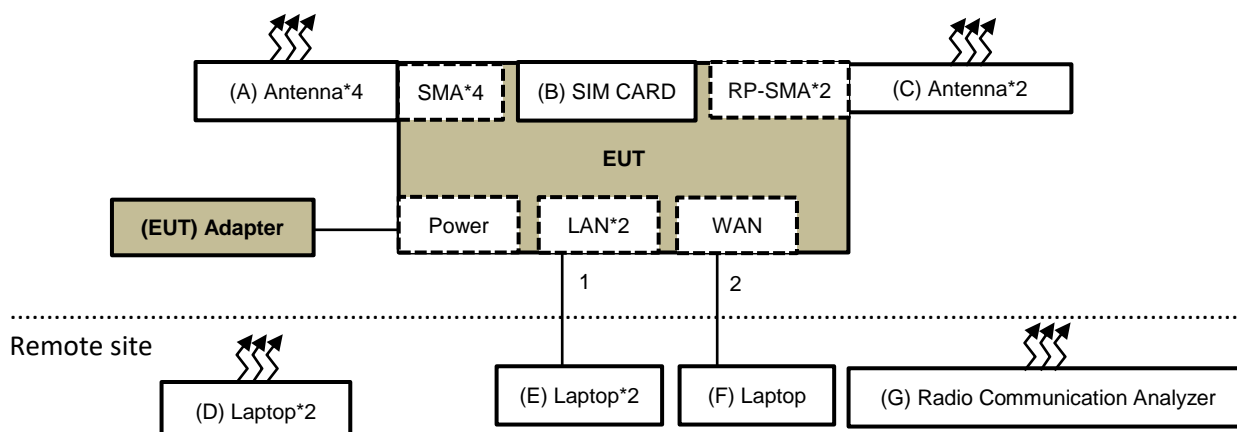 (A) Antenna*4
SMA*4
(B) SIM CARD
RP-SMA*2
(C) Antenna*2
EUT
(EUT) Adapter
Power
LAN*2
WAN
1
2
Remote site
(D) Laptop*2
(E) Laptop*2
(F) Laptop
(G) Radio Communication Analyzer